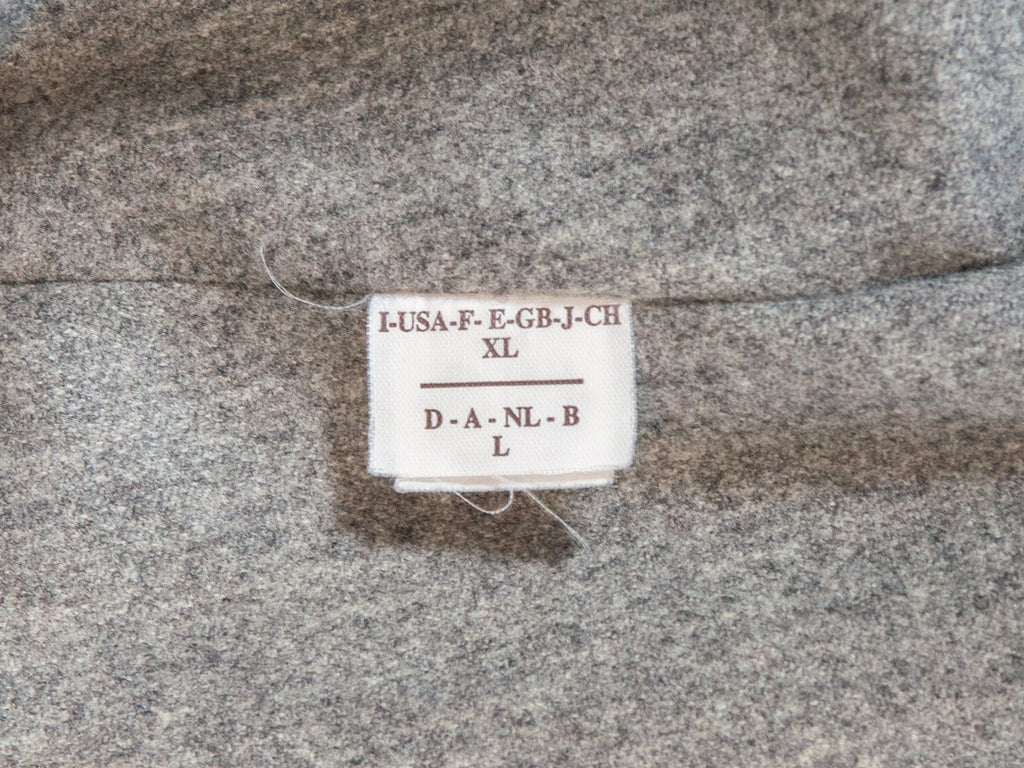 I-USA-F- E-GB-J-CH
XL
D - A - NL - B
L